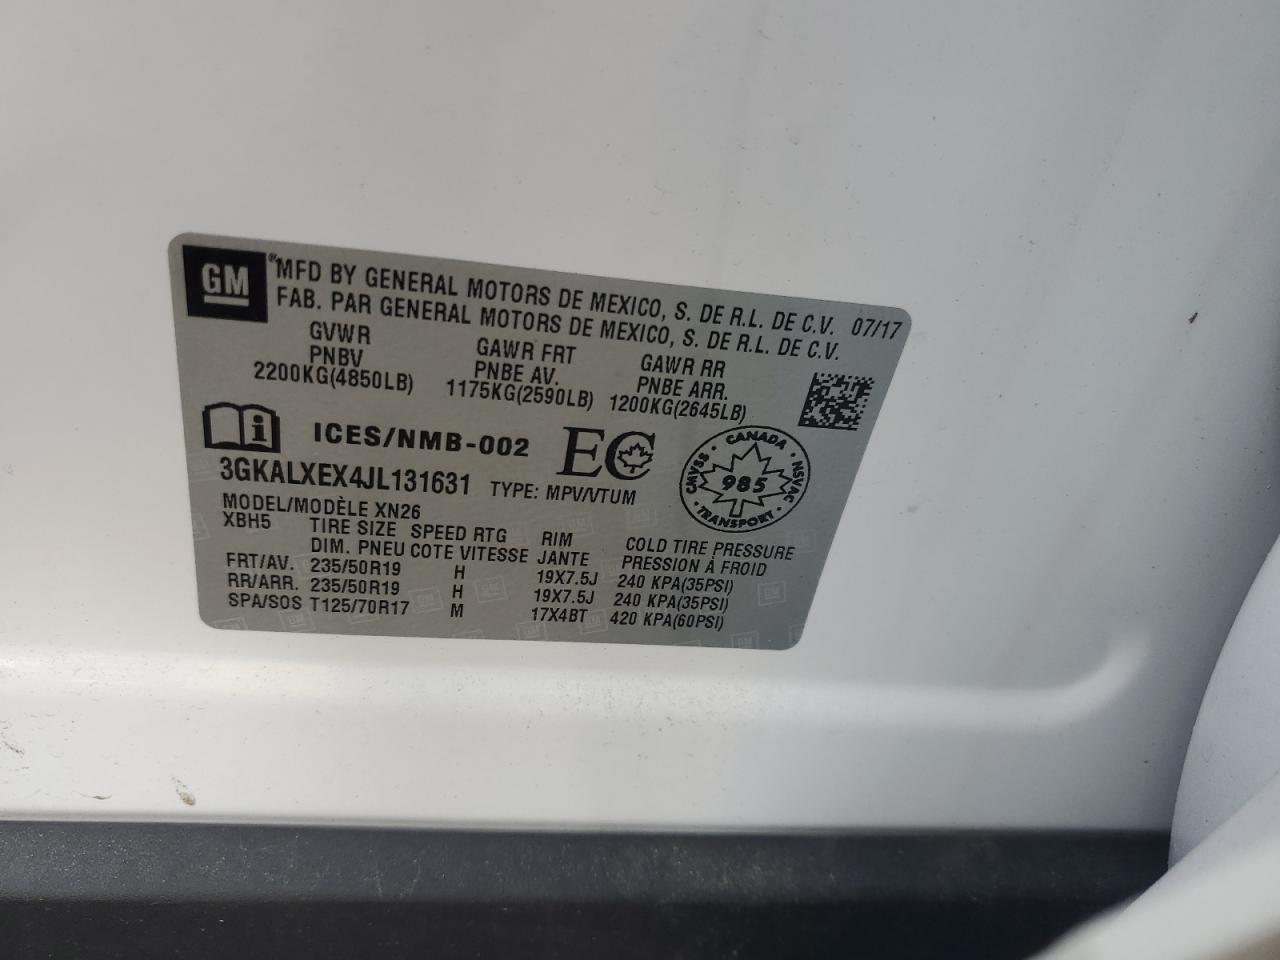 GM
®MFD BY GENERAL MOTORS DE MEXICO, S. DE R.L. DE C.V. 07/17
FAB. PAR GENERAL MOTORS DE MEXICO, S. DE R.L. DE C.V.
GVWR GAWR FRT GAWR RR
PNBV PNBE AV. PNBE ARR.
2200KG(4850LB) 1175KG(2590LB) 1200KG(2645LB)
i ICES/NMB-002 EC
CANADA
CMVSS 985 NSVAC
TRANSPORT
3GKALXEX4JL131631 TYPE: MPV/VTUM
MODEL/MODÈLE XN26
XBH5 TIRE SIZE SPEED RTG RIM COLD TIRE PRESSURE
DIM. PNEU COTE VITESSE JANTE PRESSION À FROID
FRT/AV. 235/50R19 H 19X7.5J 240 KPA(35PSI)
RR/ARR. 235/50R19 H 19X7.5J 240 KPA(35PSI)
SPA/SOS T125/70R17 M 17X4BT 420 KPA(60PSI)